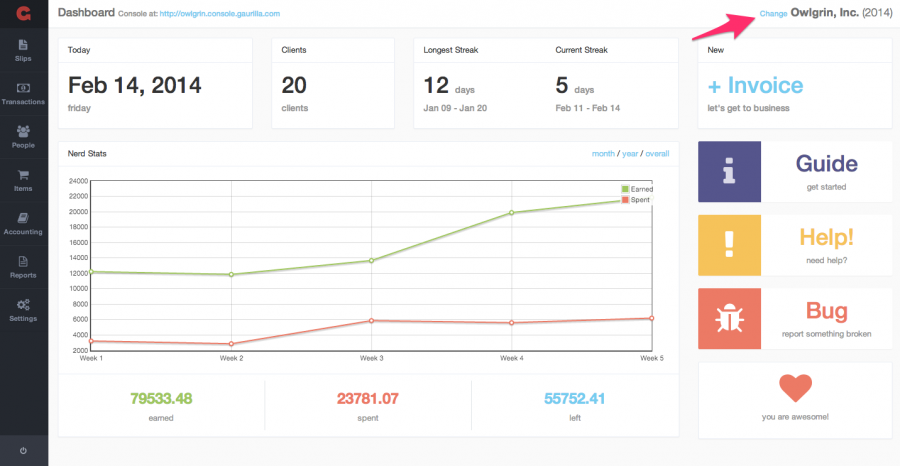 Dashboard Console at: http://owlgrin.console.gaurilla.com
Change Owlgrin, Inc. (2014)
Slips
Transactions
People
Items
Accounting
Reports
Settings
Today
Feb 14, 2014
friday
Clients
20
clients
Longest Streak
12 days
Jan 09 - Jan 20
Current Streak
5 days
Feb 11 - Feb 14
New
+ Invoice
let's get to business
Nerd Stats
month / year / overall
24000
22000
20000
18000
16000
14000
12000
10000
8000
6000
4000
2000
Earned
Spent
Week 1 Week 2 Week 3 Week 4 Week 5
79533.48
earned
23781.07
spent
55752.41
left
Guide
get started
Help!
need help?
Bug
report something broken
you are awesome!